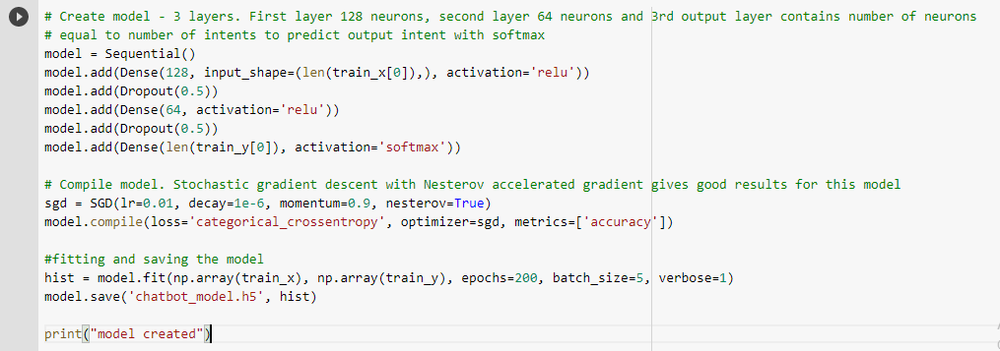 # Create model - 3 layers. First layer 128 neurons, second layer 64 neurons and 3rd output layer contains number of neurons
# equal to number of intents to predict output intent with softmax
model = Sequential()
model.add(Dense(128, input_shape=(len(train_x[0]),), activation='relu'))
model.add(Dropout(0.5))
model.add(Dense(64, activation='relu'))
model.add(Dropout(0.5))
model.add(Dense(len(train_y[0]), activation='softmax'))

# Compile model. Stochastic gradient descent with Nesterov accelerated gradient gives good results for this model
sgd = SGD(lr=0.01, decay=1e-6, momentum=0.9, nesterov=True)
model.compile(loss='categorical_crossentropy', optimizer=sgd, metrics=['accuracy'])

#fitting and saving the model
hist = model.fit(np.array(train_x), np.array(train_y), epochs=200, batch_size=5, verbose=1)
model.save('chatbot_model.h5', hist)

print("model created")